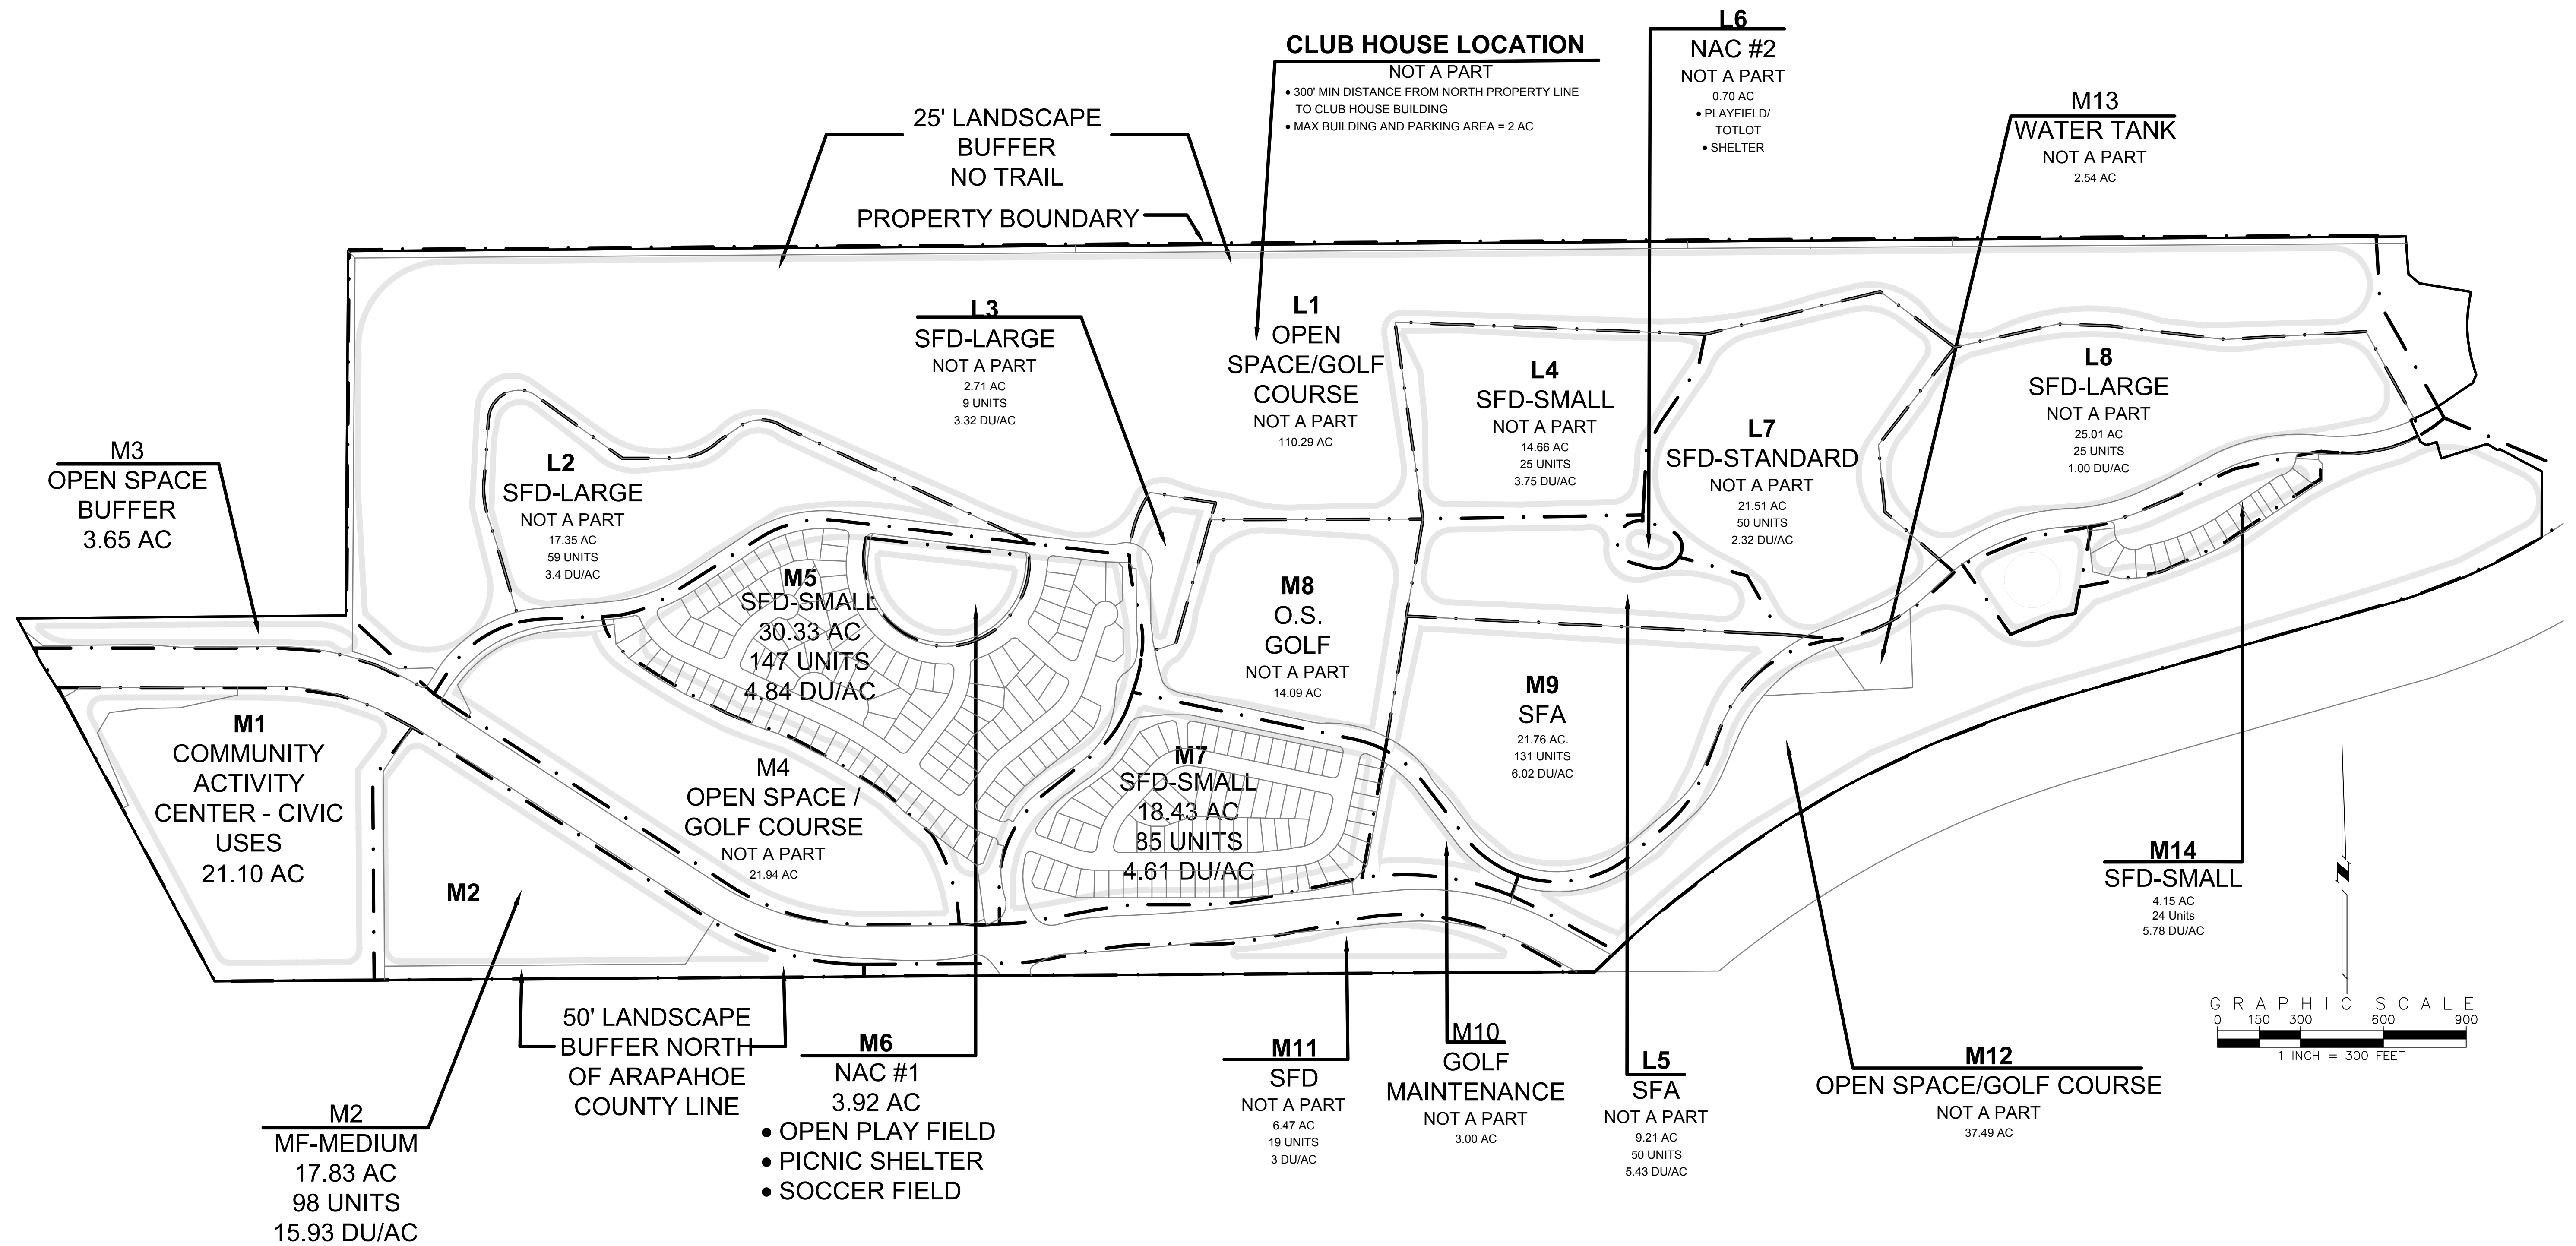 L6
NAC #2
NOT A PART
0.70 AC
• PLAYFIELD/
TOTLOT
• SHELTER
CLUB HOUSE LOCATION
NOT A PART
• 300' MIN DISTANCE FROM NORTH PROPERTY LINE
TO CLUB HOUSE BUILDING
• MAX BUILDING AND PARKING AREA = 2 AC
M13
WATER TANK
NOT A PART
2.54 AC
25' LANDSCAPE
BUFFER
NO TRAIL
PROPERTY BOUNDARY
L3
SFD-LARGE
NOT A PART
2.71 AC
9 UNITS
3.32 DU/AC
L1
OPEN
SPACE/GOLF
COURSE
NOT A PART
110.29 AC
L4
SFD-SMALL
NOT A PART
14.66 AC
25 UNITS
3.75 DU/AC
L7
SFD-STANDARD
NOT A PART
21.51 AC
50 UNITS
2.32 DU/AC
L8
SFD-LARGE
NOT A PART
25.01 AC
25 UNITS
1.00 DU/AC
M3
OPEN SPACE
BUFFER
3.65 AC
L2
SFD-LARGE
NOT A PART
17.35 AC
59 UNITS
3.4 DU/AC
M5
SFD-SMALL
30.33 AC
147 UNITS
4.84 DU/AC
M8
O.S.
GOLF
NOT A PART
14.09 AC
M9
SFA
21.76 AC.
131 UNITS
6.02 DU/AC
M1
COMMUNITY
ACTIVITY
CENTER - CIVIC
USES
21.10 AC
M4
OPEN SPACE /
GOLF COURSE
NOT A PART
21.94 AC
M7
SFD-SMALL
18.43 AC
85 UNITS
4.61 DU/AC
M2
M14
SFD-SMALL
4.15 AC
24 Units
5.78 DU/AC
N
GRAPHIC SCALE
0 150 300 600 900
1 INCH = 300 FEET
50' LANDSCAPE
BUFFER NORTH
OF ARAPAHOE
COUNTY LINE
M6
NAC #1
3.92 AC
• OPEN PLAY FIELD
• PICNIC SHELTER
• SOCCER FIELD
M11
SFD
NOT A PART
6.47 AC
19 UNITS
3 DU/AC
M10
GOLF
MAINTENANCE
NOT A PART
3.00 AC
L5
SFA
NOT A PART
9.21 AC
50 UNITS
5.43 DU/AC
M12
OPEN SPACE/GOLF COURSE
NOT A PART
37.49 AC
M2
MF-MEDIUM
17.83 AC
98 UNITS
15.93 DU/AC